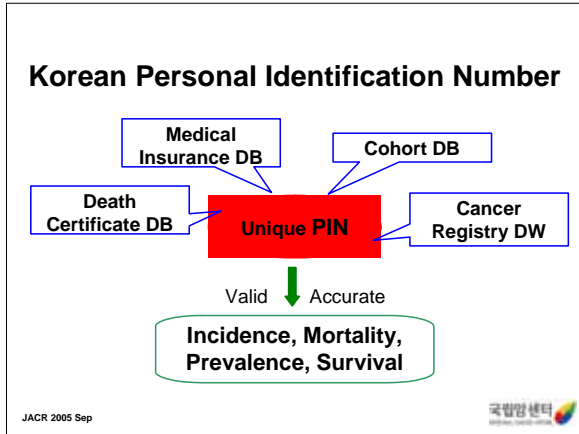 Korean Personal Identification Number
Medical
Insurance DB
Cohort DB
Death
Certificate DB
Unique PIN
Cancer
Registry DW
Valid
Accurate
Incidence, Mortality,
Prevalence, Survival
JACR 2005 Sep
국립암센터